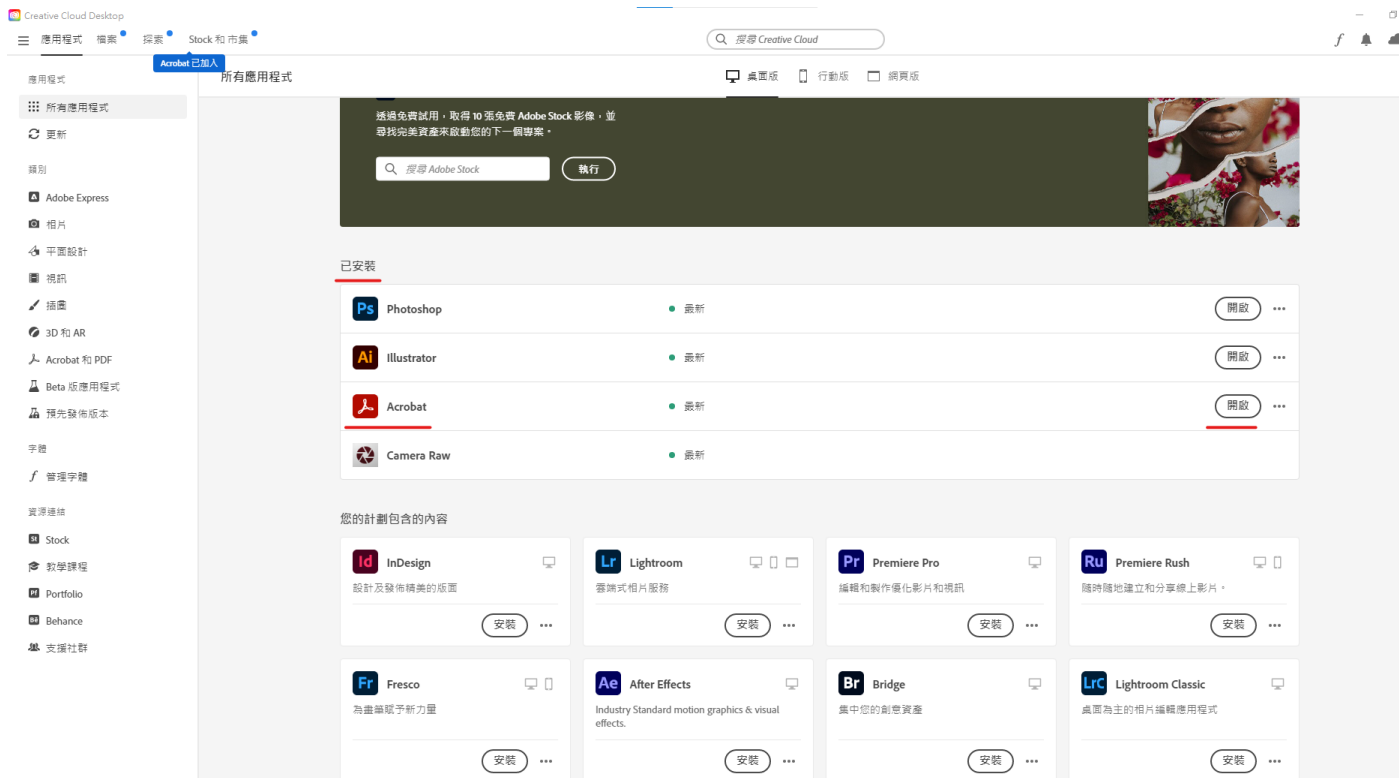 Creative Cloud Desktop
應用程式 檔案 探索 Stock 和 市集
搜尋 Creative Cloud
Acrobat 已加入
應用程式
所有應用程式
更新
類別
Adobe Express
相片
平面設計
視訊
插圖
3D 和 AR
Acrobat 和 PDF
Beta 版應用程式
預先發佈版本
字體
管理字體
資源連結
Stock
教學課程
Portfolio
Behance
支援社群
所有應用程式
桌面版 行動版 網頁版
透過免費試用，取得 10 張免費 Adobe Stock 影像，並
尋找完美資產來啟動您的下一個專案。
搜尋 Adobe Stock 執行
已安裝
Ps Photoshop 最新 開啟
Ai Illustrator 最新 開啟
Acrobat 最新 開啟
Camera Raw 最新
您的計劃包含的內容
Id InDesign
設計及發佈精美的版面
安裝
Lr Lightroom
雲端式相片服務
安裝
Pr Premiere Pro
編輯和製作優化影片和視訊
安裝
Ru Premiere Rush
隨時隨地建立和分享線上影片。
安裝
Fr Fresco
為畫筆賦予新力量
安裝
Ae After Effects
Industry Standard motion graphics & visual
effects.
安裝
Br Bridge
集中您的創意資產
安裝
LrC Lightroom Classic
桌面為主的相片編輯應用程式
安裝